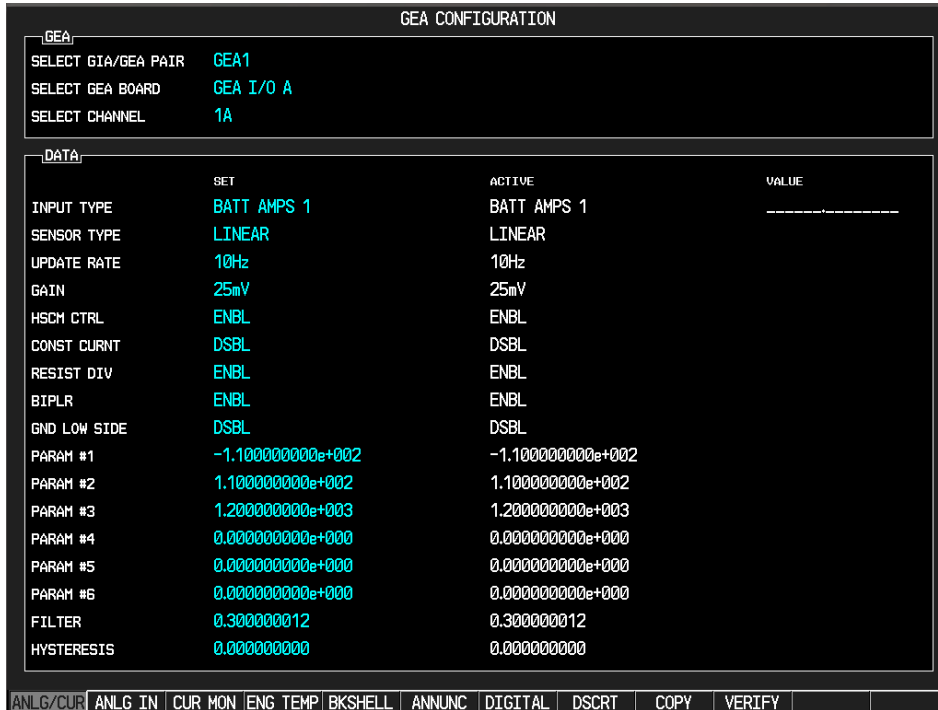 GEA CONFIGURATION
GEA
SELECT GIA/GEA PAIR GEA1
SELECT GEA BOARD GEA I/O A
SELECT CHANNEL 1A
DATA
SET ACTIVE VALUE
INPUT TYPE BATT AMPS 1 BATT AMPS 1 ______.________
SENSOR TYPE LINEAR LINEAR
UPDATE RATE 10Hz 10Hz
GAIN 25mV 25mV
HSCM CTRL ENBL ENBL
CONST CURNT DSBL DSBL
RESIST DIV ENBL ENBL
BIPLR ENBL ENBL
GND LOW SIDE DSBL DSBL
PARAM #1 -1.100000000e+002 -1.100000000e+002
PARAM #2 1.100000000e+002 1.100000000e+002
PARAM #3 1.200000000e+003 1.200000000e+003
PARAM #4 0.000000000e+000 0.000000000e+000
PARAM #5 0.000000000e+000 0.000000000e+000
PARAM #6 0.000000000e+000 0.000000000e+000
FILTER 0.300000012 0.300000012
HYSTERESIS 0.000000000 0.000000000
ANLG/CUR ANLG IN CUR MON ENG TEMP BKSHELL ANNUNC DIGITAL DSCRT COPY VERIFY